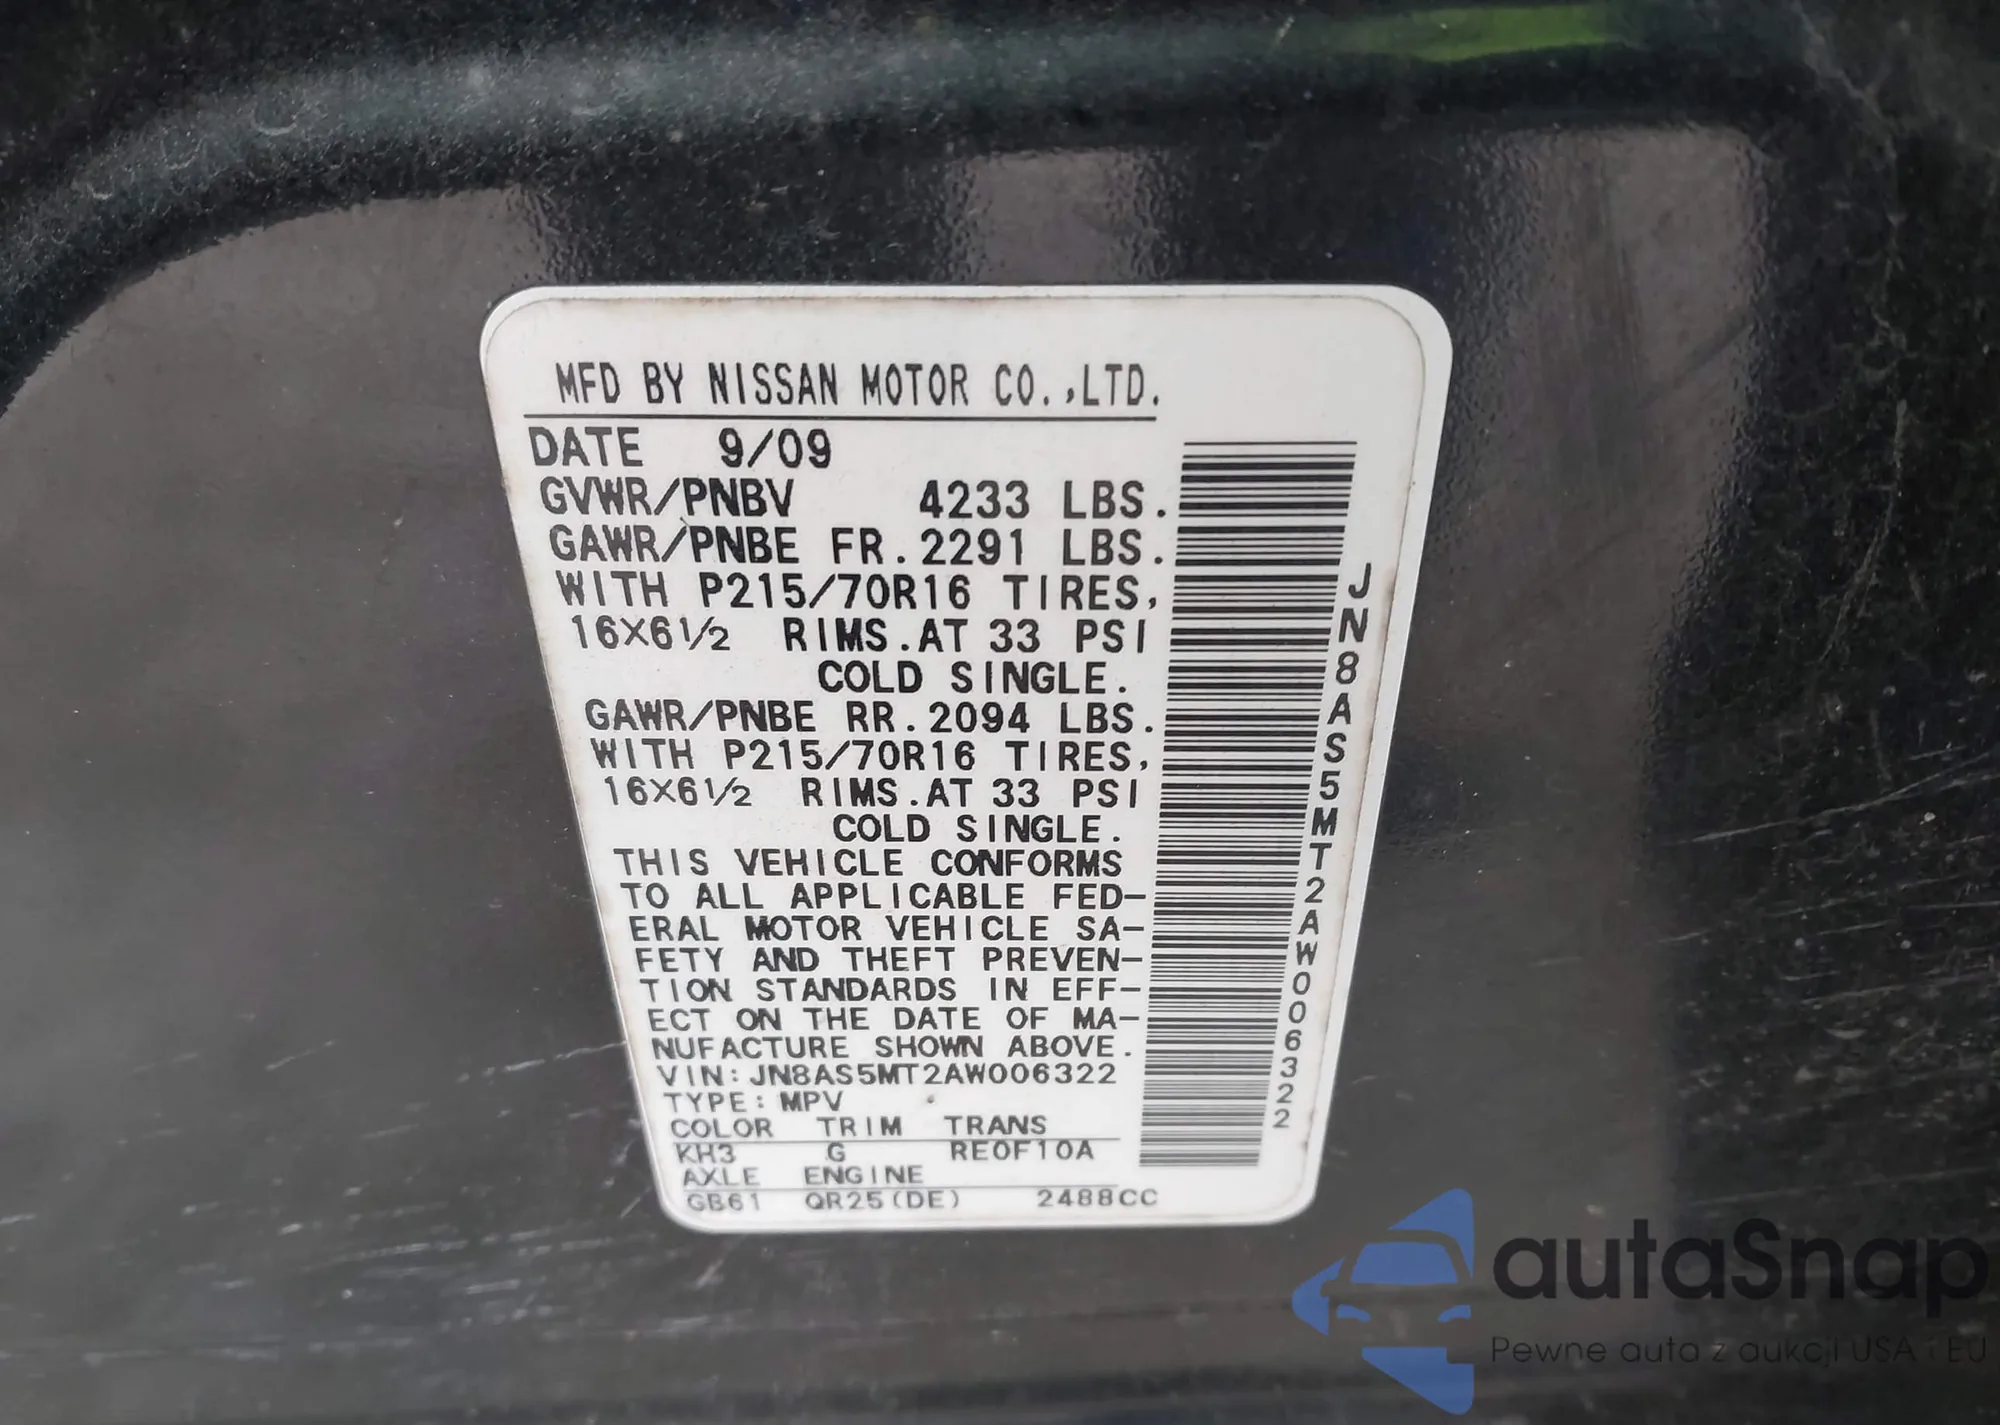 MFD BY NISSAN MOTOR CO.,LTD.
DATE 9/09
GVWR/PNBV 4233 LBS.
GAWR/PNBE FR.2291 LBS.
WITH P215/70R16 TIRES,
16X6½ RIMS.AT 33 PSI
COLD SINGLE.
GAWR/PNBE RR.2094 LBS.
WITH P215/70R16 TIRES,
16X6½ RIMS.AT 33 PSI
COLD SINGLE.
THIS VEHICLE CONFORMS
TO ALL APPLICABLE FED-
ERAL MOTOR VEHICLE SA-
FETY AND THEFT PREVEN-
TION STANDARDS IN EFF-
ECT ON THE DATE OF MA-
NUFACTURE SHOWN ABOVE.
VIN:JN8AS5MT2AW006322
TYPE:MPV
COLOR TRIM TRANS
KH3 G RE0F10A
AXLE ENGINE
GB61 QR25(DE) 2488CC
JN8AS5MT2AW006322
autaSnap
Pewne auta z aukcji USA i EU